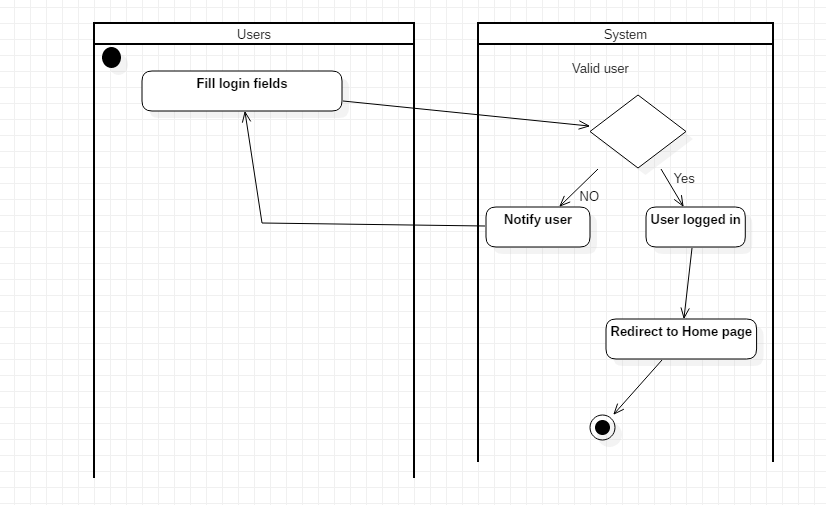 Users
System
Valid user
Fill login fields
Yes
NO
Notify user
User logged in
Redirect to Home page